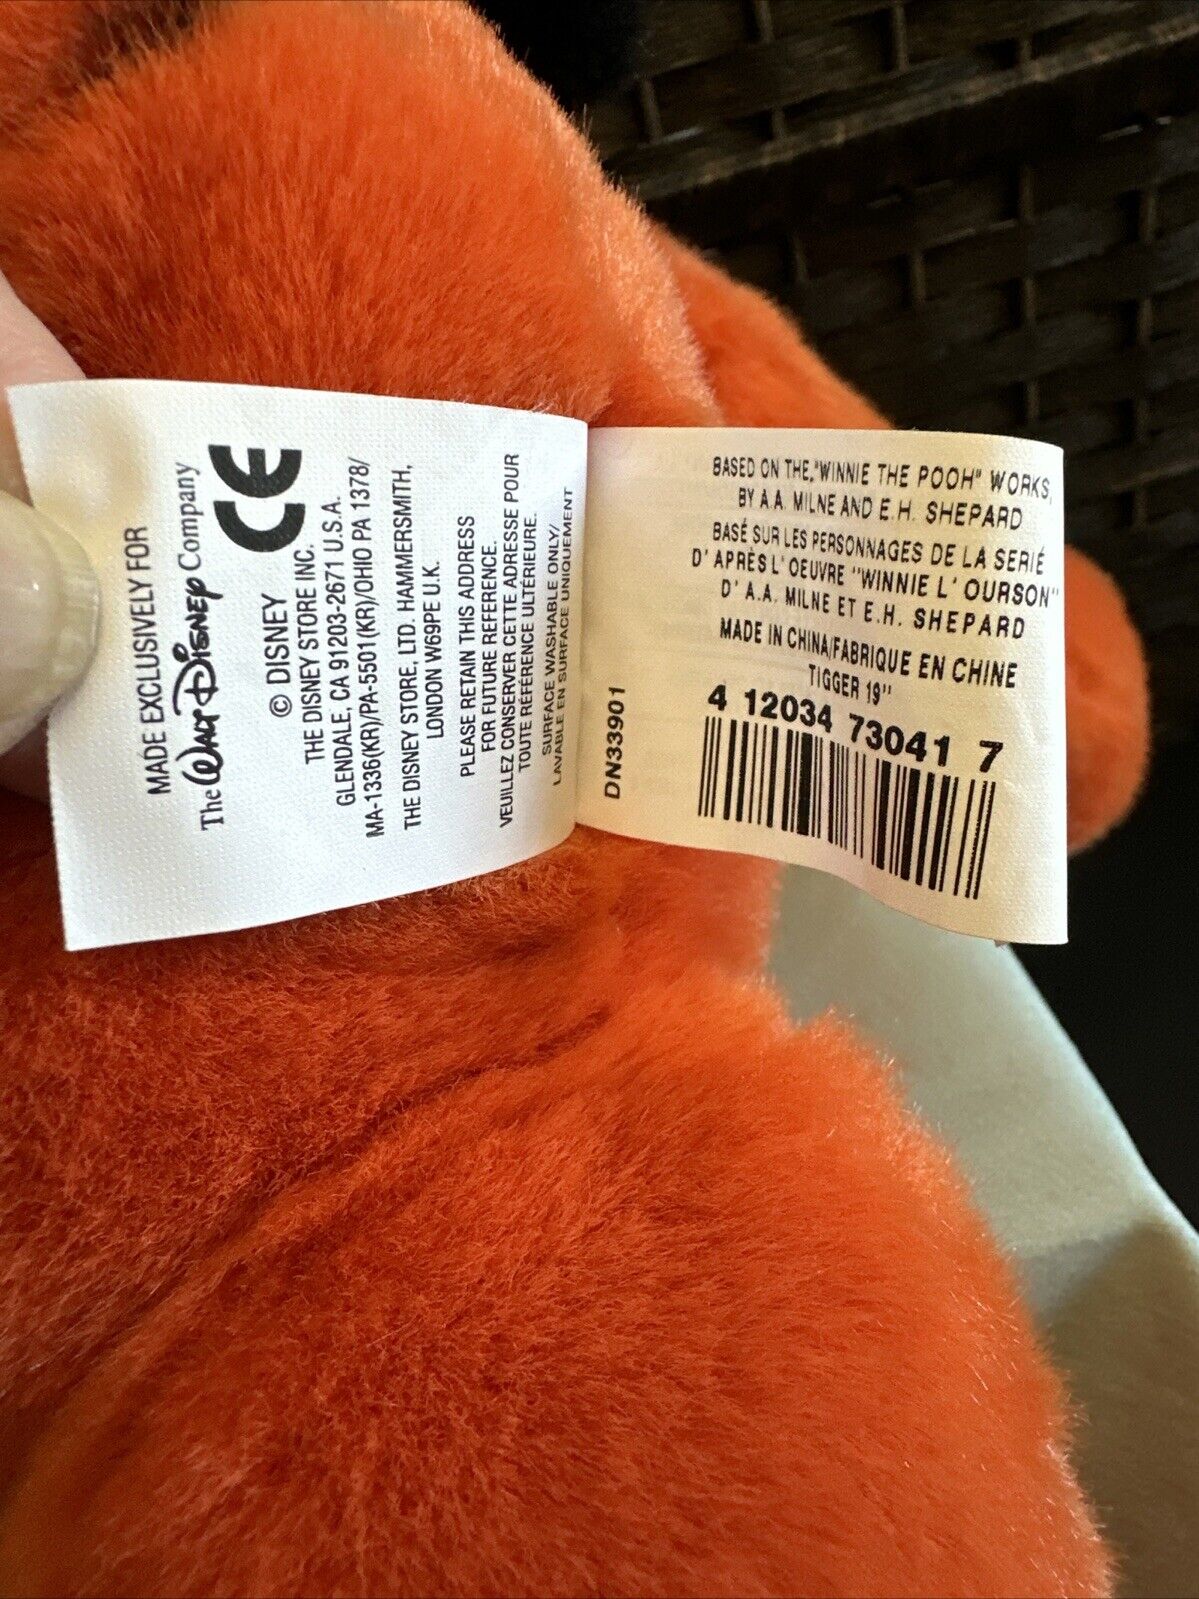 MADE EXCLUSIVELY FOR
The WALT DISNEY Company
CE
© DISNEY
THE DISNEY STORE INC.
GLENDALE, CA 91203-2671 U.S.A.
MA-1336(KR)/PA-5501(KR)/OHIO PA 1378/
THE DISNEY STORE, LTD. HAMMERSMITH,
LONDON W69PE U.K.
PLEASE RETAIN THIS ADDRESS
FOR FUTURE REFERENCE.
VEUILLEZ CONSERVER CETTE ADRESSE POUR
TOUTE RÉFÉRENCE ULTÉRIEURE.
SURFACE WASHABLE ONLY/
LAVABLE EN SURFACE UNIQUEMENT
BASED ON THE "WINNIE THE POOH" WORKS,
BY A.A. MILNE AND E.H. SHEPARD
BASÉ SUR LES PERSONNAGES DE LA SERIÉ
D' APRÈS L' OEUVRE "WINNIE L' OURSON"
D' A.A. MILNE ET E.H. SHEPARD
MADE IN CHINA/FABRIQUE EN CHINE
TIGGER 19"
4 12034 73041 7
DN33901